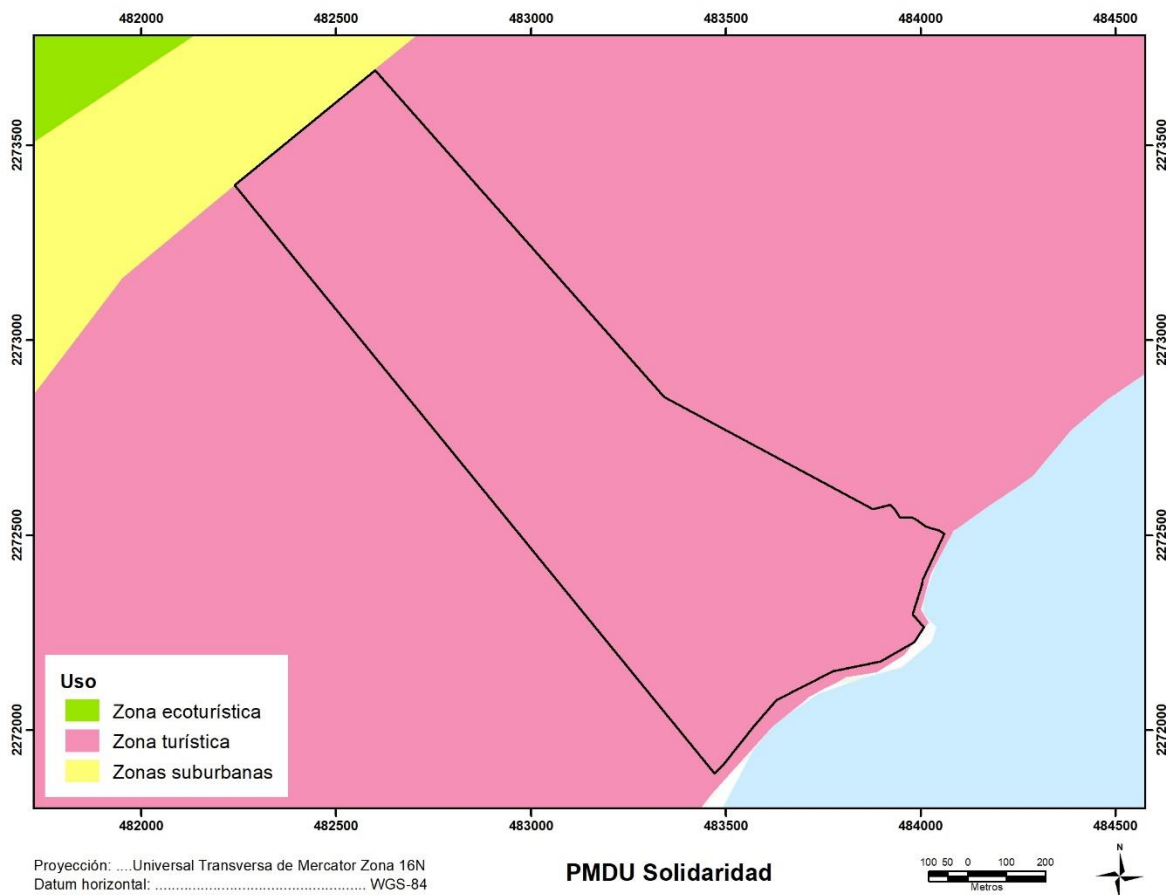 482000 482500 483000 483500 484000 484500
2273500 2273500
2273000 2273000
2272500 2272500
2272000 2272000
Uso
Zona ecoturística
Zona turística
Zonas suburbanas
482000 482500 483000 483500 484000 484500
Proyección: ....Universal Transversa de Mercator Zona 16N
Datum horizontal: ................................................ WGS-84
PMDU Solidaridad
100 50 0 100 200
Metros
N